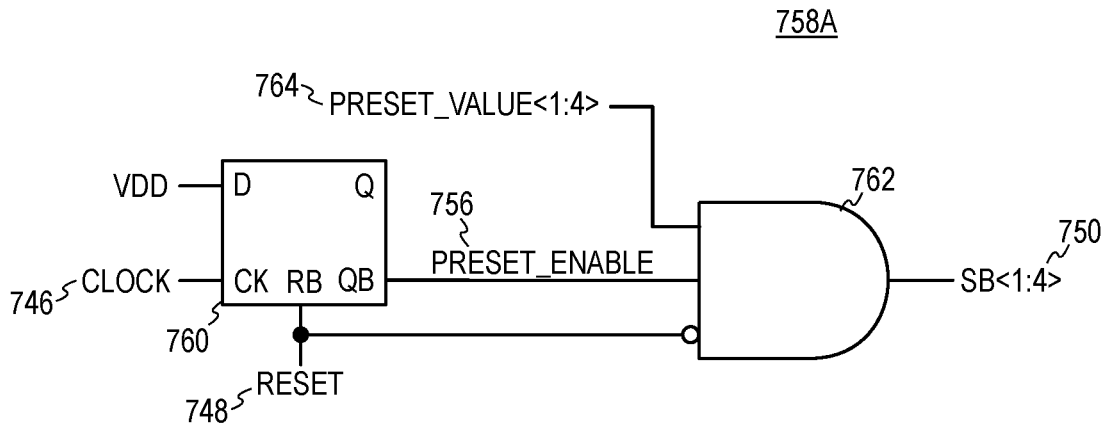 758A
764 PRESET_VALUE<1:4>
VDD D Q
762
756
PRESET_ENABLE
750
746 CLOCK CK RB QB SB<1:4>
760
RESET
748